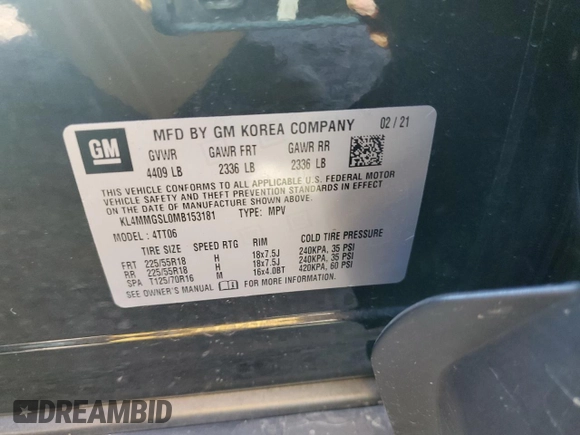 GM
MFD BY GM KOREA COMPANY 02 / 21
GVWR GAWR FRT GAWR RR
4409 LB 2336 LB 2336 LB
THIS VEHICLE CONFORMS TO ALL APPLICABLE U.S. FEDERAL MOTOR
VEHICLE SAFETY AND THEFT PREVENTION STANDARDS IN EFFECT
ON THE DATE OF MANUFACTURE SHOWN ABOVE.
KL4MMGSL0MB153181 TYPE: MPV
MODEL : 4TT06
TIRE SIZE SPEED RTG RIM COLD TIRE PRESSURE
FRT 225/55R18 H 18x7.5J 240KPA, 35 PSI
RR 225/55R18 H 18x7.5J 240KPA, 35 PSI
SPA T125/70R16 M 16x4.0BT 420KPA, 60 PSI
SEE OWNER'S MANUAL FOR MORE INFORMATION.
DREAMBID